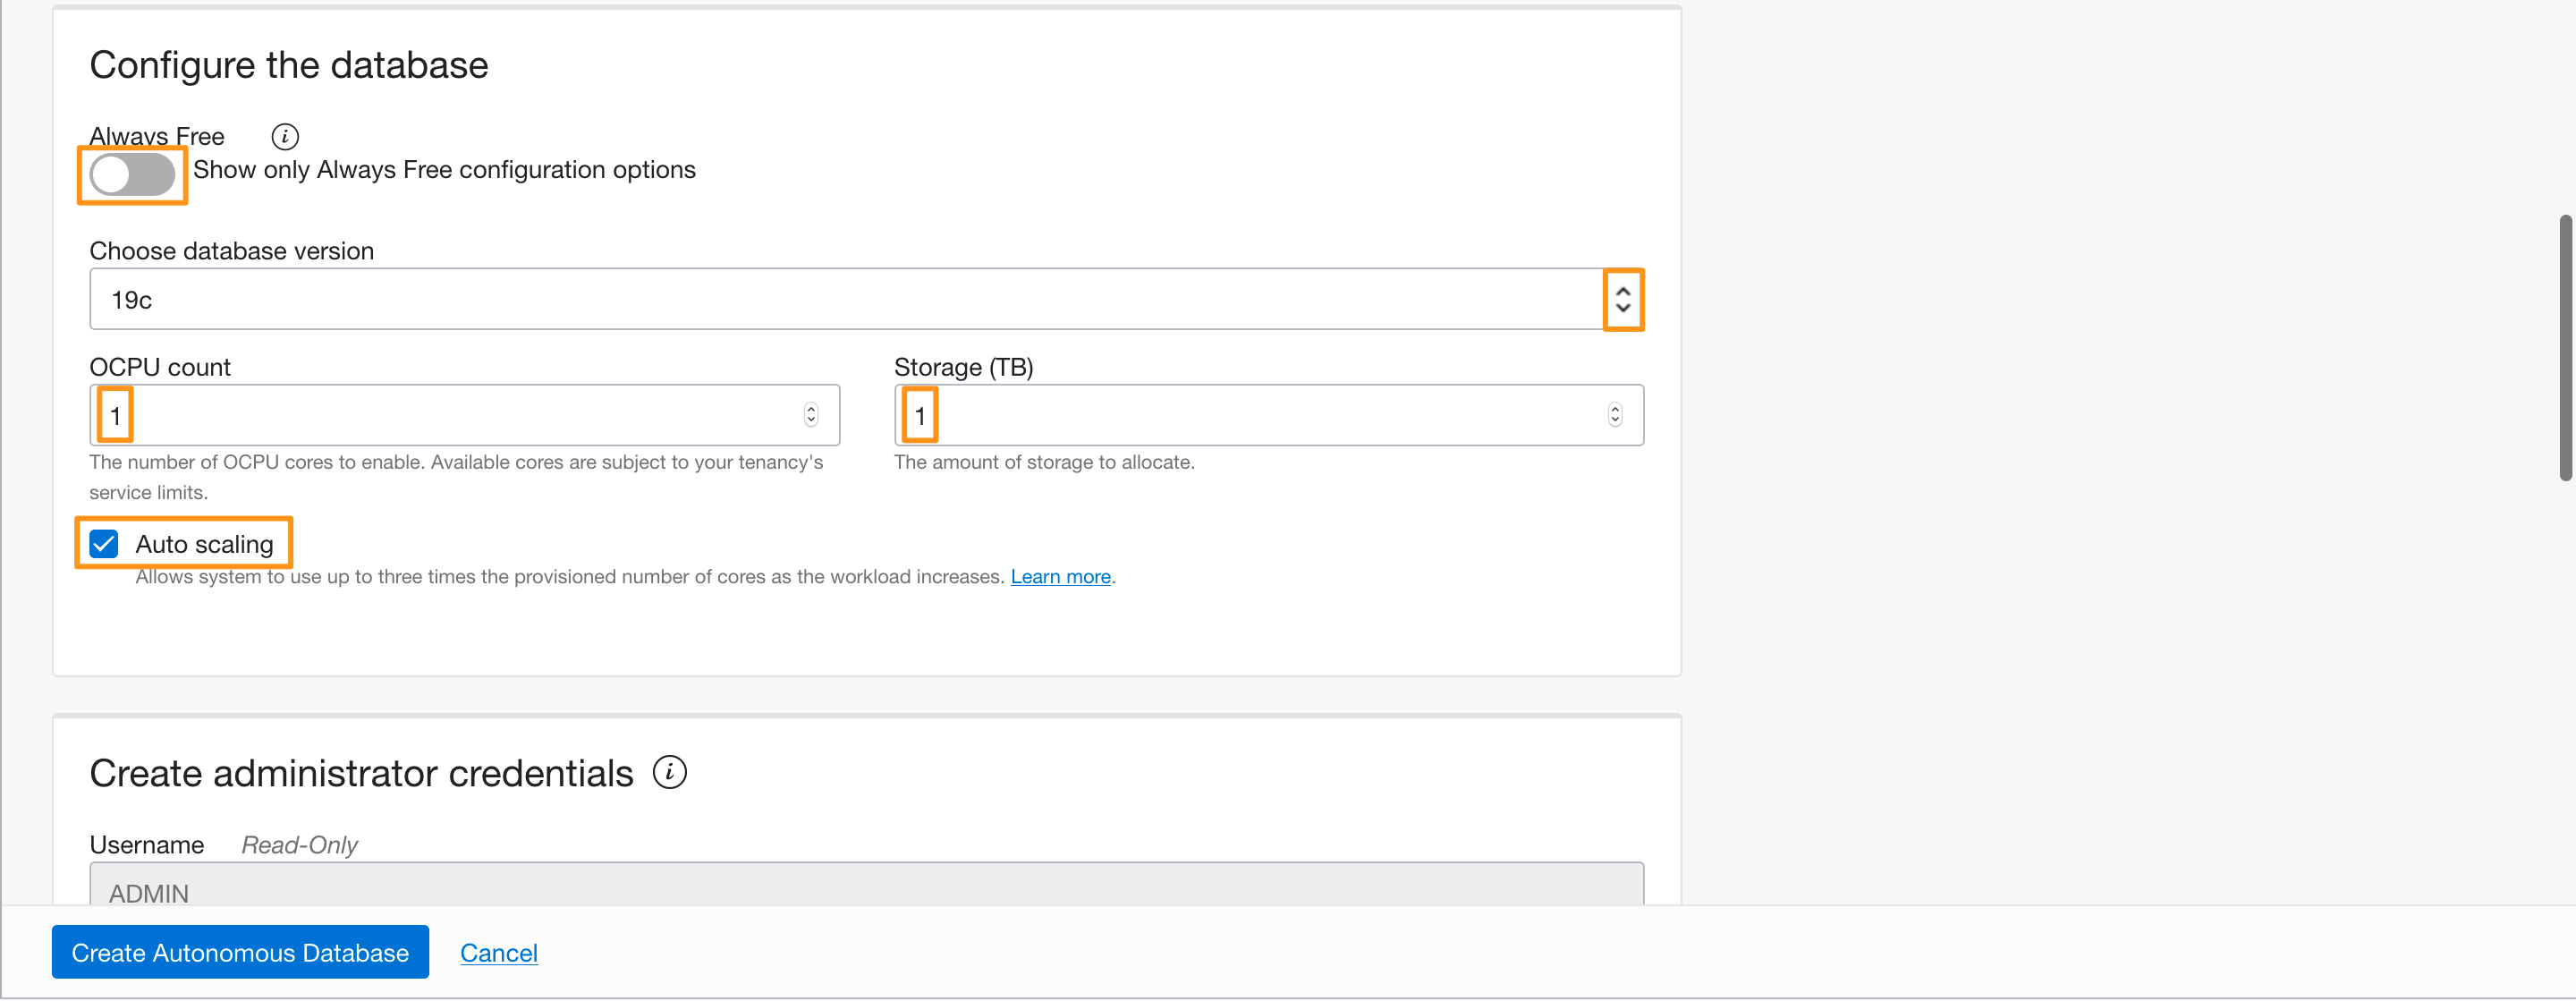 Configure the database
Always Free
Show only Always Free configuration options
Choose database version
19c
OCPU count
Storage (TB)
1
1
The number of OCPU cores to enable. Available cores are subject to your tenancy's
service limits.
The amount of storage to allocate.
Auto scaling
Allows system to use up to three times the provisioned number of cores as the workload increases. Learn more.
Create administrator credentials
Username Read-Only
ADMIN
Create Autonomous Database Cancel